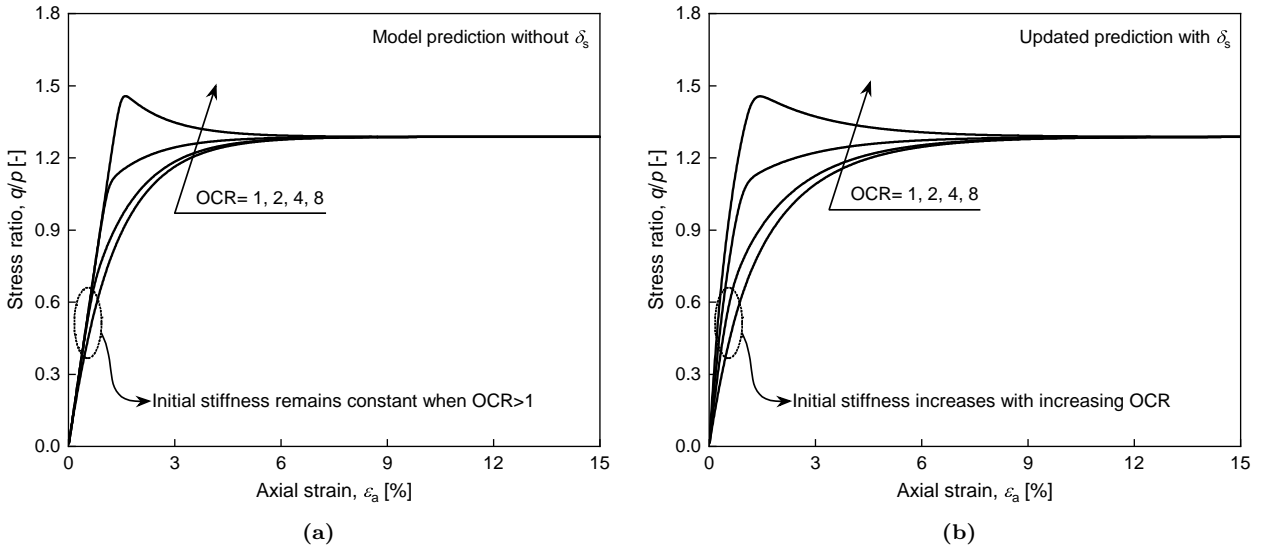 Model prediction without δs
1.8
1.5
1.2
0.9
0.6
0.3
0.0
Stress ratio, q/p [-]
OCR= 1, 2, 4, 8
Initial stiffness remains constant when OCR>1
0 3 6 9 12 15
Axial strain, εa [%]
(a)
Updated prediction with δs
1.8
1.5
1.2
0.9
0.6
0.3
0.0
Stress ratio, q/p [-]
OCR= 1, 2, 4, 8
Initial stiffness increases with increasing OCR
0 3 6 9 12 15
Axial strain, εa [%]
(b)